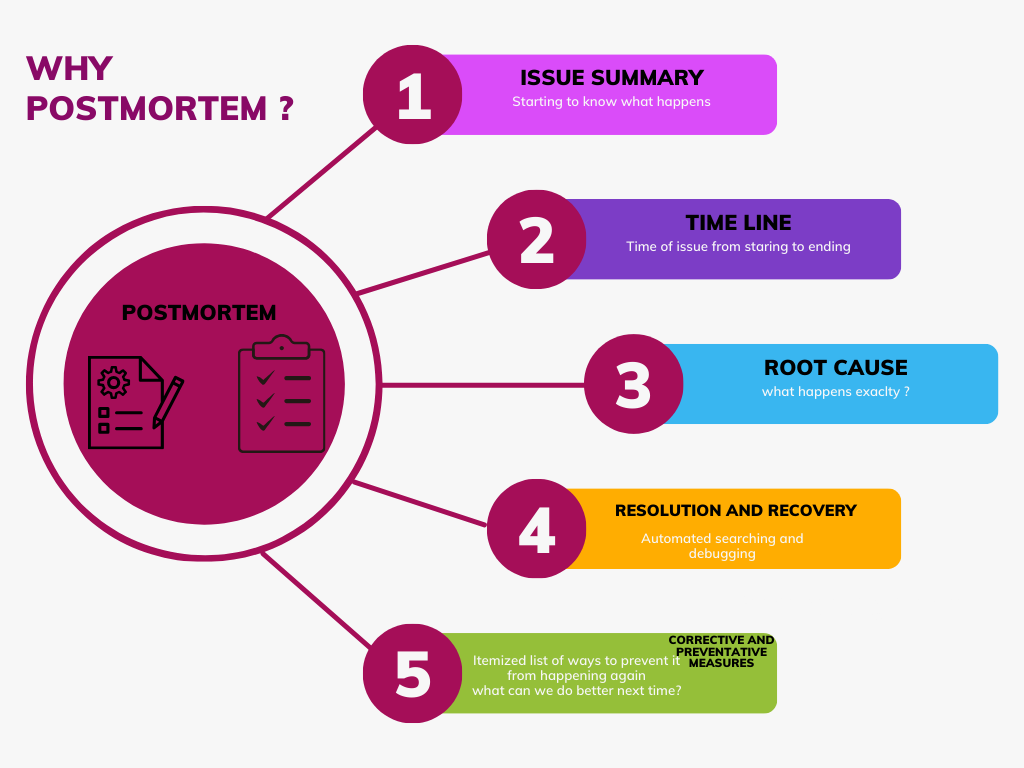 WHY
POSTMORTEM ?
1
ISSUE SUMMARY
Starting to know what happens
2
TIME LINE
Time of issue from staring to ending
POSTMORTEM
3
ROOT CAUSE
what happens exaclty ?
4
RESOLUTION AND RECOVERY
Automated searching and
debugging
5
CORRECTIVE AND
PREVENTATIVE
MEASURES
Itemized list of ways to prevent it
from happening again
what can we do better next time?